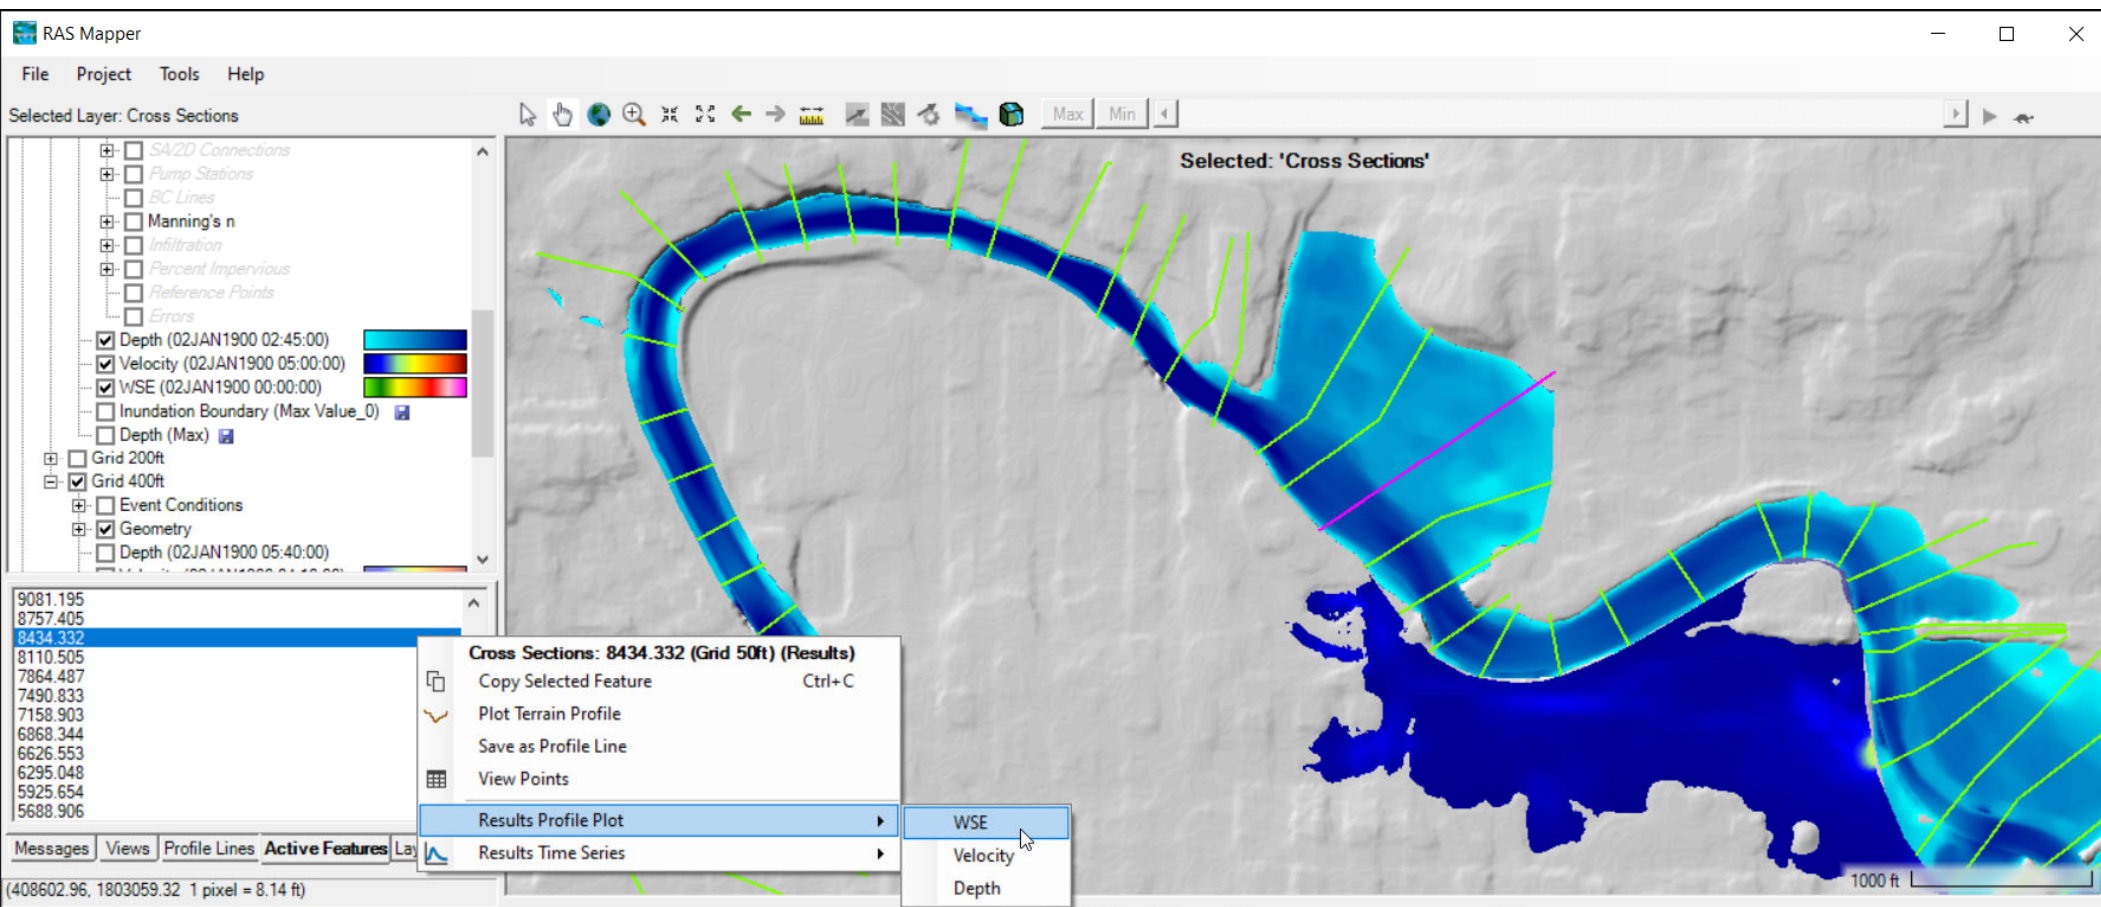 RAS Mapper
File Project Tools Help
Selected Layer: Cross Sections
Max Min
Selected: 'Cross Sections'
SA/2D Connections
Pump Stations
BC Lines
Manning's n
Infiltration
Percent Impervious
Reference Points
Errors
Depth (02JAN1900 02:45:00)
Velocity (02JAN1900 05:00:00)
WSE (02JAN1900 00:00:00)
Inundation Boundary (Max Value_0)
Depth (Max)
Grid 200ft
Grid 400ft
Event Conditions
Geometry
Depth (02JAN1900 05:40:00)
9081.195
8757.405
8434.332
8110.505
7864.487
7490.833
7158.903
6868.344
6626.553
6295.048
5925.654
5688.906
Cross Sections: 8434.332 (Grid 50ft) (Results)
Copy Selected Feature Ctrl+C
Plot Terrain Profile
Save as Profile Line
View Points
Results Profile Plot
Results Time Series
WSE
Velocity
Depth
Messages Views Profile Lines Active Features Lay
(408602.96, 1803059.32 1 pixel = 8.14 ft)
1000 ft